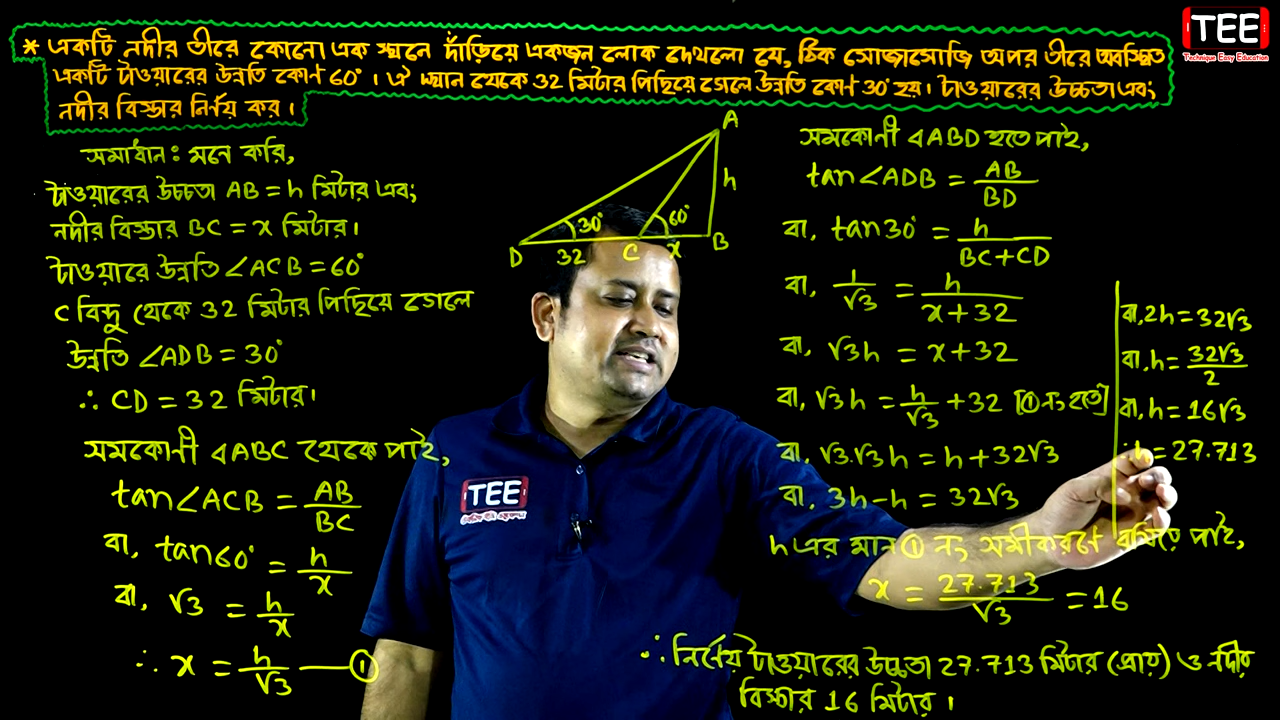 * একটি নদীর তীরে কোনো এক স্থানে দাঁড়িয়ে একজন লোক দেখলো যে, ঠিক সোজাসোজি অপর তীরে অবস্থিত
একটি টাওয়ারের উন্নতি কোণ 60°। ঐ স্থান থেকে 32 মিটার পিছিয়ে গেলে উন্নতি কোণ 30° হয়। টাওয়ারের উচ্চতা এবং
নদীর বিস্তার নির্ণয় কর।
TEE
Technique Easy Education
সমাধান: মনে করি,
টাওয়ারের উচ্চতা AB = h মিটার এবং
নদীর বিস্তার BC = x মিটার।
টাওয়ারে উন্নতি ∠ACB = 60°
C বিন্দু থেকে 32 মিটার পিছিয়ে গেলে
উন্নতি ∠ADB = 30°
∴ CD = 32 মিটার।
সমকোণী ⊿ABC থেকে পাই,
tan∠ACB = AB/BC
বা, tan60° = h/x
বা, √3 = h/x
∴ x = h/√3 —— ①
A
h
30°
60°
D
32
C
x
B
TEE
সমকোণী ⊿ABD হতে পাই,
tan∠ADB = AB/BD
বা, tan30° = h/BC+CD
বা, 1/√3 = h/x+32
বা, √3h = x+32
বা, √3h = h/√3 +32 [① নং হতে]
বা, √3.√3h = h+32√3
বা, 3h-h = 32√3
বা, 2h = 32√3
বা, h = 32√3/2
বা, h = 16√3
h = 27.713
h এর মান ① নং সমীকরণে বসিয়ে পাই,
x = 27.713/√3 = 16
∴ নির্ণেয় টাওয়ারের উচ্চতা 27.713 মিটার (প্রায়) ও নদীর
বিস্তার 16 মিটার।